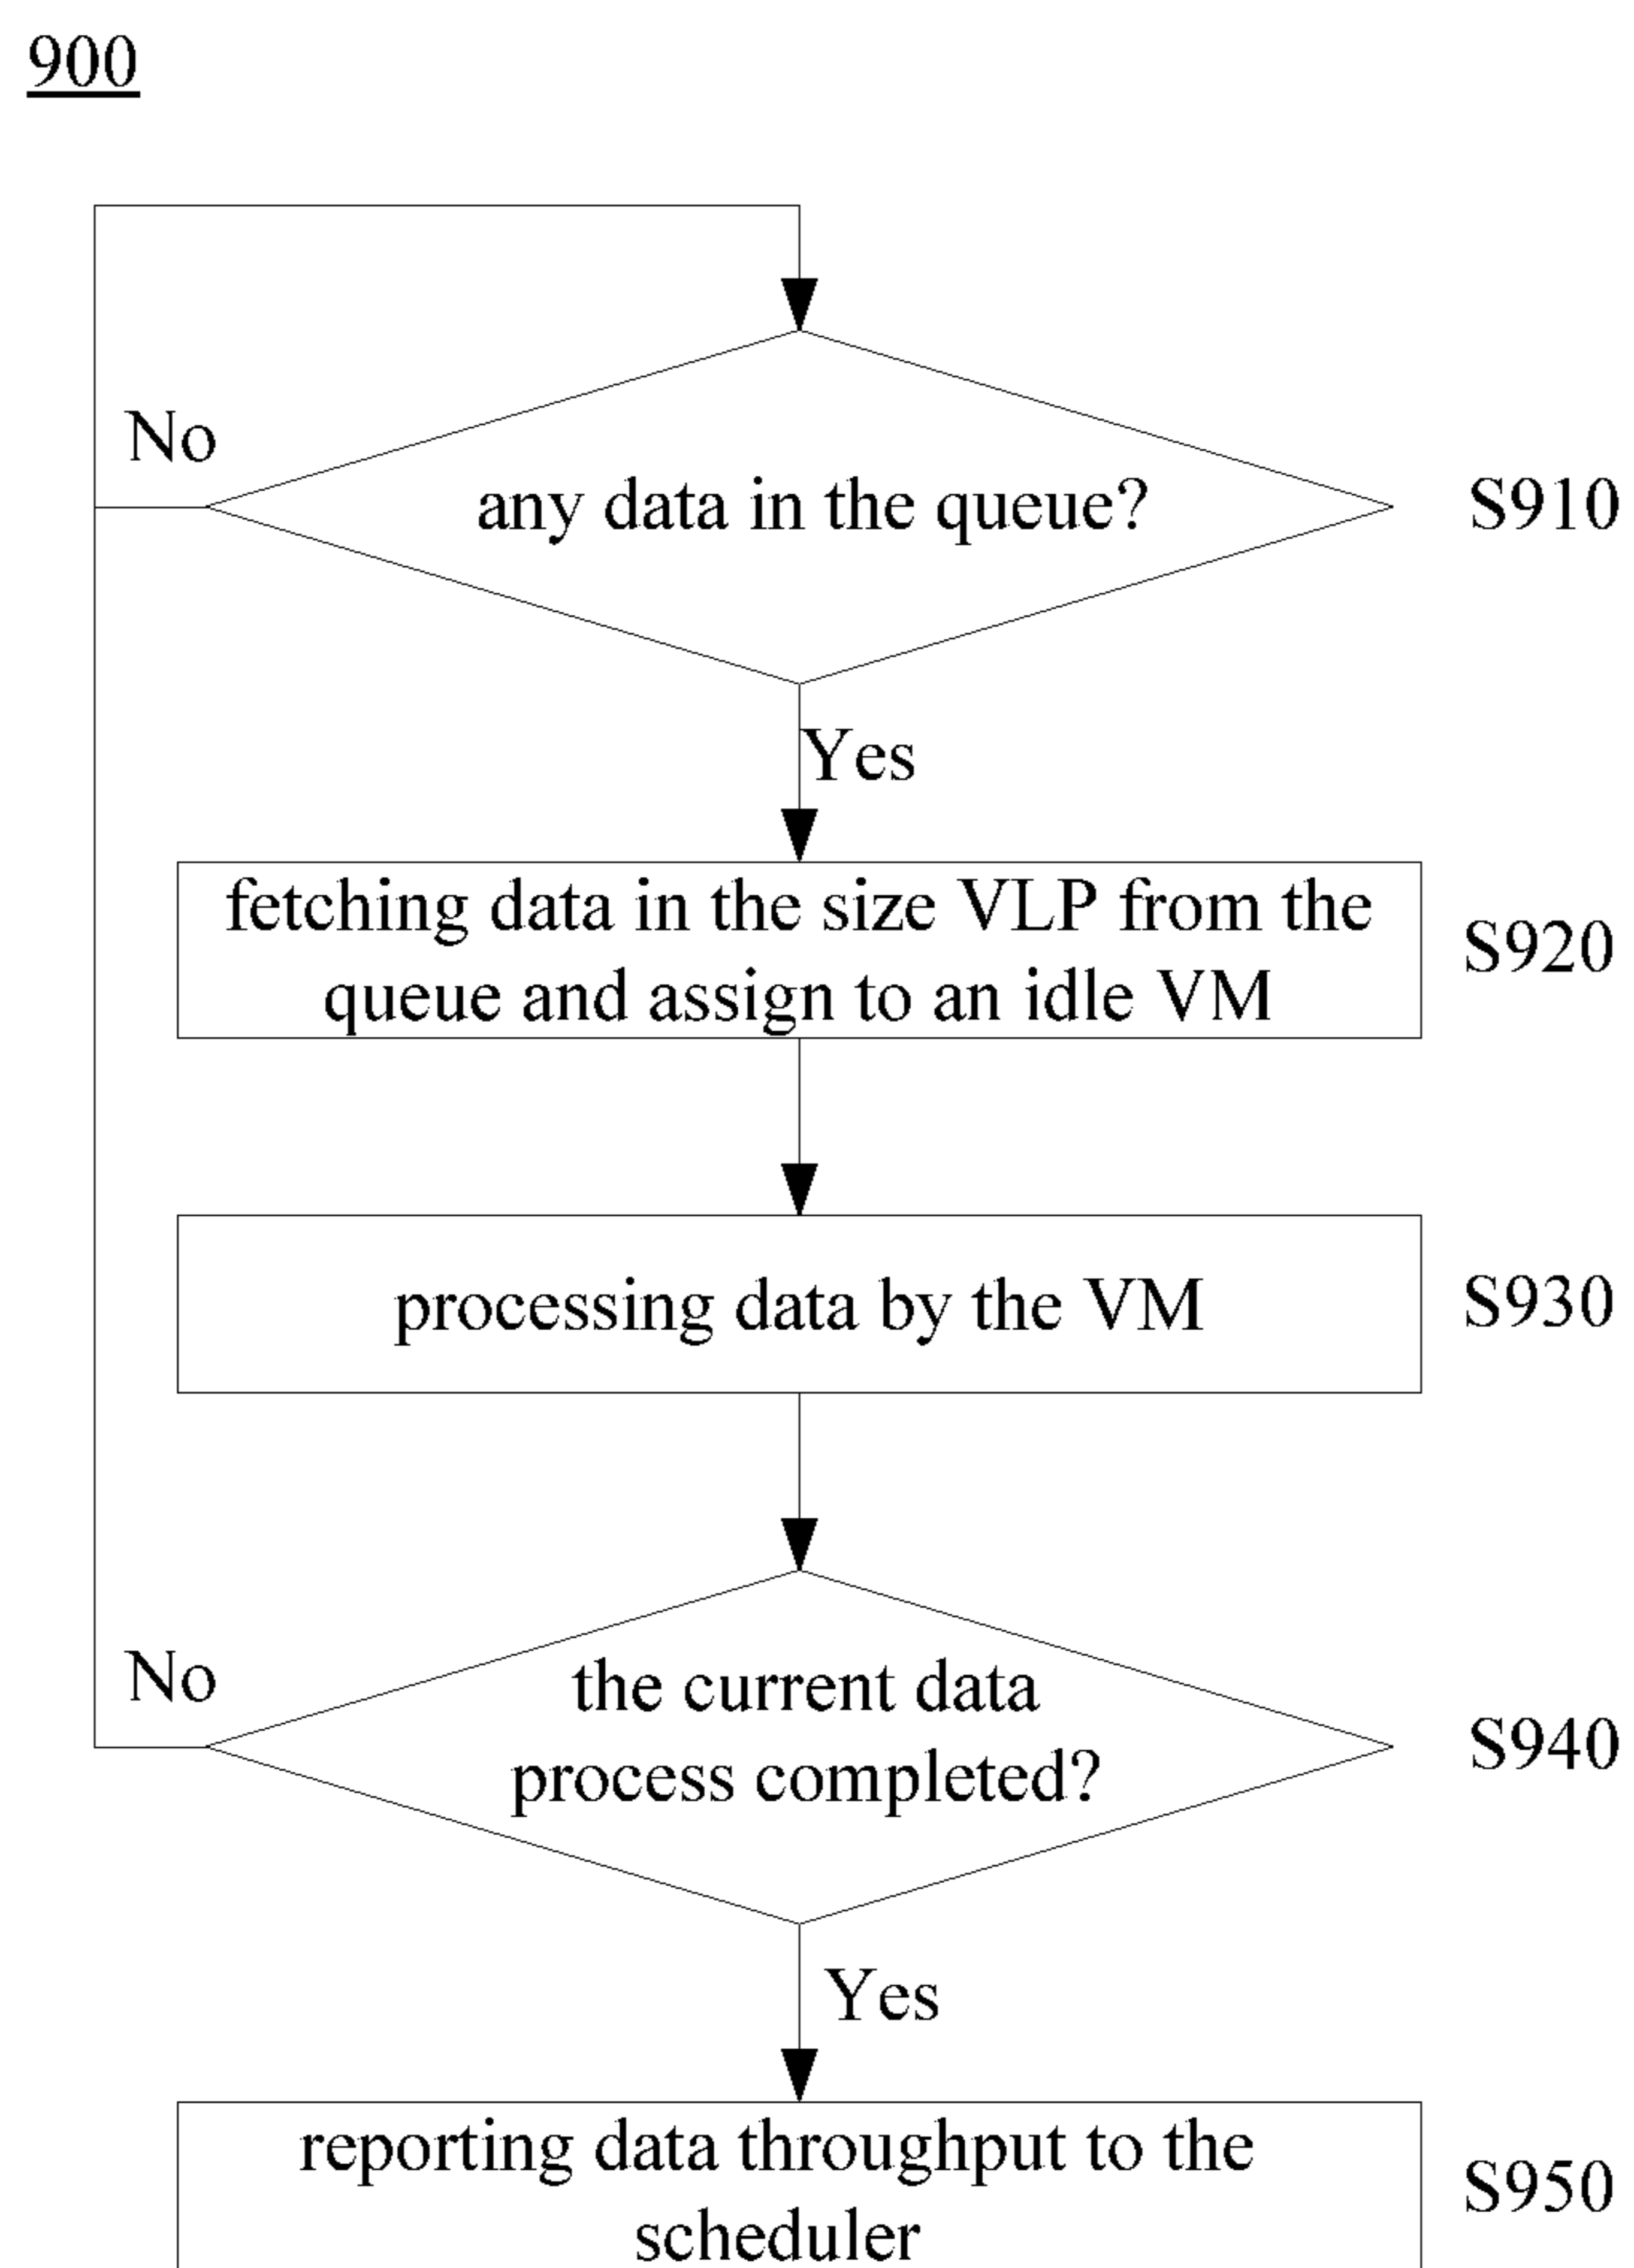 900
No
any data in the queue?
S910
Yes
fetching data in the size VLP from the
queue and assign to an idle VM
S920
processing data by the VM
S930
No
the current data
process completed?
S940
Yes
reporting data throughput to the
scheduler
S950